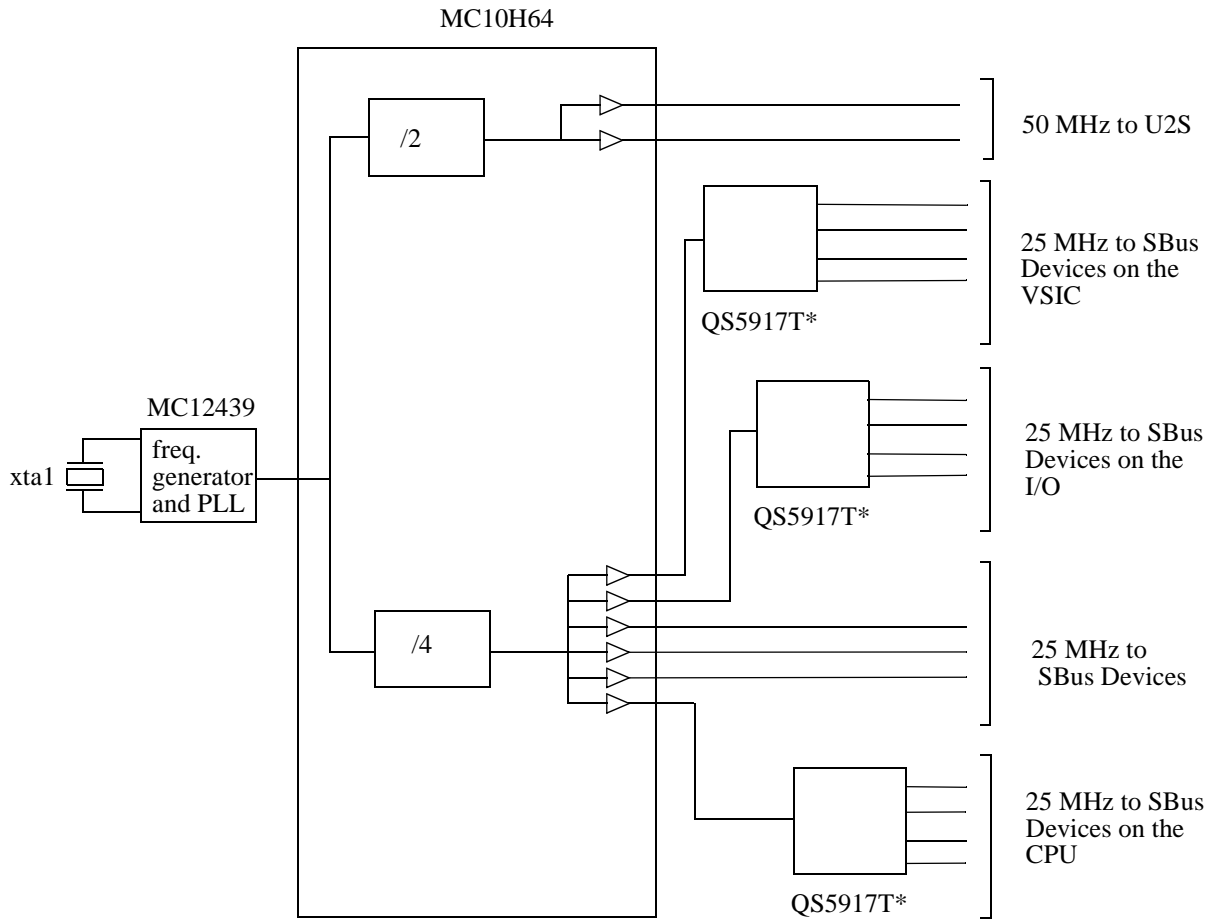 MC10H64
/2
50 MHz to U2S
25 MHz to SBus
Devices on the
VSIC
QS5917T*
MC12439
freq.
generator
and PLL
xta1
25 MHz to SBus
Devices on the
I/O
QS5917T*
/4
25 MHz to
SBus Devices
25 MHz to SBus
Devices on the
CPU
QS5917T*